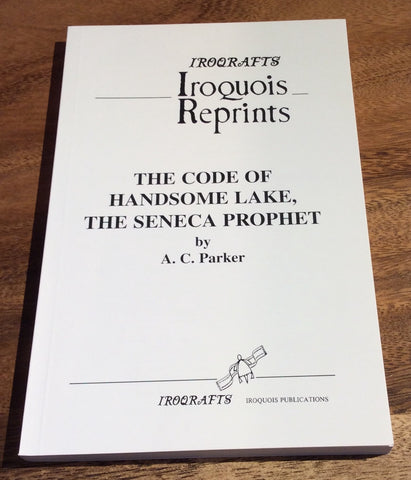 IROQRAFTS
Iroquois
Reprints
THE CODE OF
HANDSOME LAKE,
THE SENECA PROPHET
by
A. C. Parker
IROQRAFTS IROQUOIS PUBLICATIONS